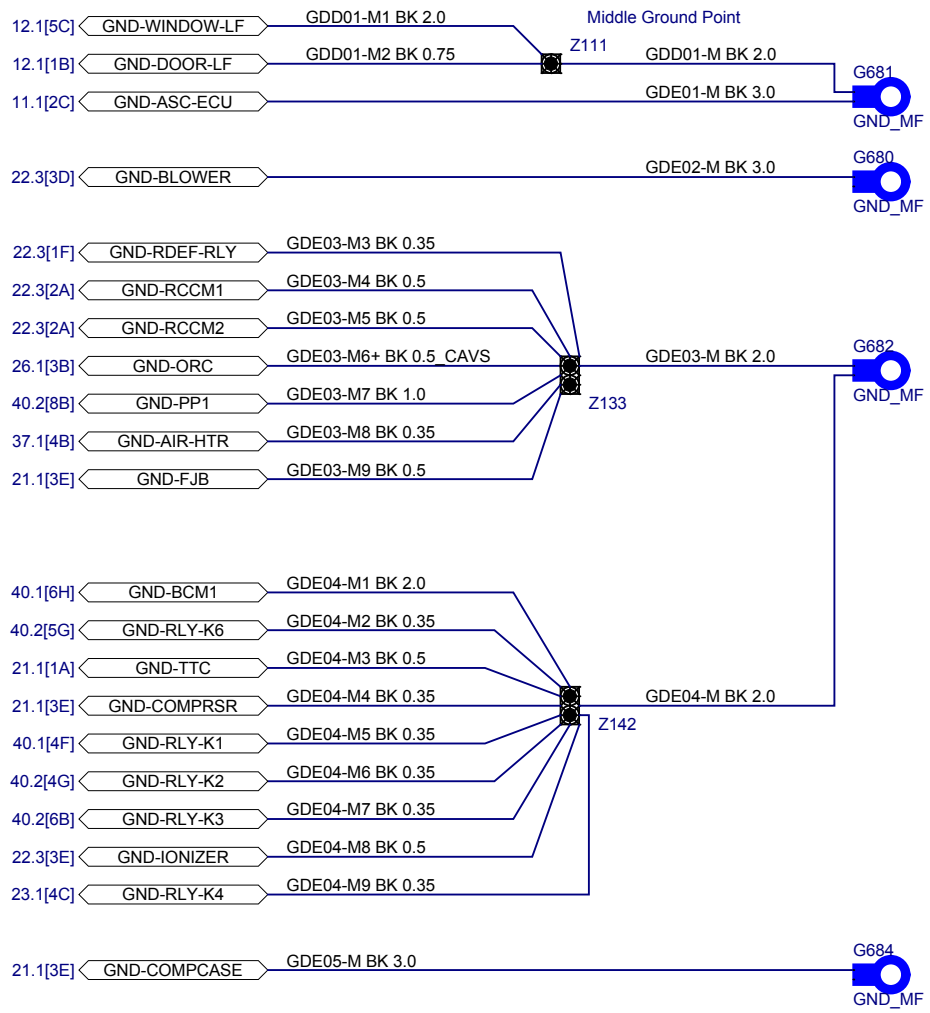 Middle Ground Point
12.1[5C] GND-WINDOW-LF GDD01-M1 BK 2.0
12.1[1B] GND-DOOR-LF GDD01-M2 BK 0.75 Z111 GDD01-M BK 2.0
11.1[2C] GND-ASC-ECU GDE01-M BK 3.0 G681
GND_MF
22.3[3D] GND-BLOWER GDE02-M BK 3.0 G680
GND_MF
22.3[1F] GND-RDEF-RLY GDE03-M3 BK 0.35
22.3[2A] GND-RCCM1 GDE03-M4 BK 0.5
22.3[2A] GND-RCCM2 GDE03-M5 BK 0.5
26.1[3B] GND-ORC GDE03-M6+ BK 0.5_CAVS GDE03-M BK 2.0 G682
GND_MF
40.2[8B] GND-PP1 GDE03-M7 BK 1.0 Z133
37.1[4B] GND-AIR-HTR GDE03-M8 BK 0.35
21.1[3E] GND-FJB GDE03-M9 BK 0.5
40.1[6H] GND-BCM1 GDE04-M1 BK 2.0
40.2[5G] GND-RLY-K6 GDE04-M2 BK 0.35
21.1[1A] GND-TTC GDE04-M3 BK 0.5
21.1[3E] GND-COMPRSR GDE04-M4 BK 0.35 GDE04-M BK 2.0
Z142
40.1[4F] GND-RLY-K1 GDE04-M5 BK 0.35
40.2[4G] GND-RLY-K2 GDE04-M6 BK 0.35
40.2[6B] GND-RLY-K3 GDE04-M7 BK 0.35
22.3[3E] GND-IONIZER GDE04-M8 BK 0.5
23.1[4C] GND-RLY-K4 GDE04-M9 BK 0.35
21.1[3E] GND-COMPCASE GDE05-M BK 3.0 G684
GND_MF